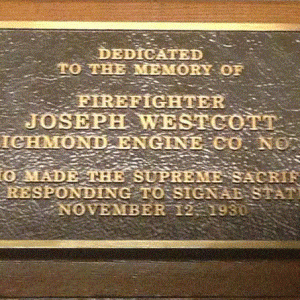 DEDICATED
TO THE MEMORY OF
FIREFIGHTER
JOSEPH WESTCOTT
ICHMOND ENGINE CO. NO.
O MADE THE SUPREME SACRIF
RESPONDING TO SIGNAL STAT
NOVEMBER 12, 1930